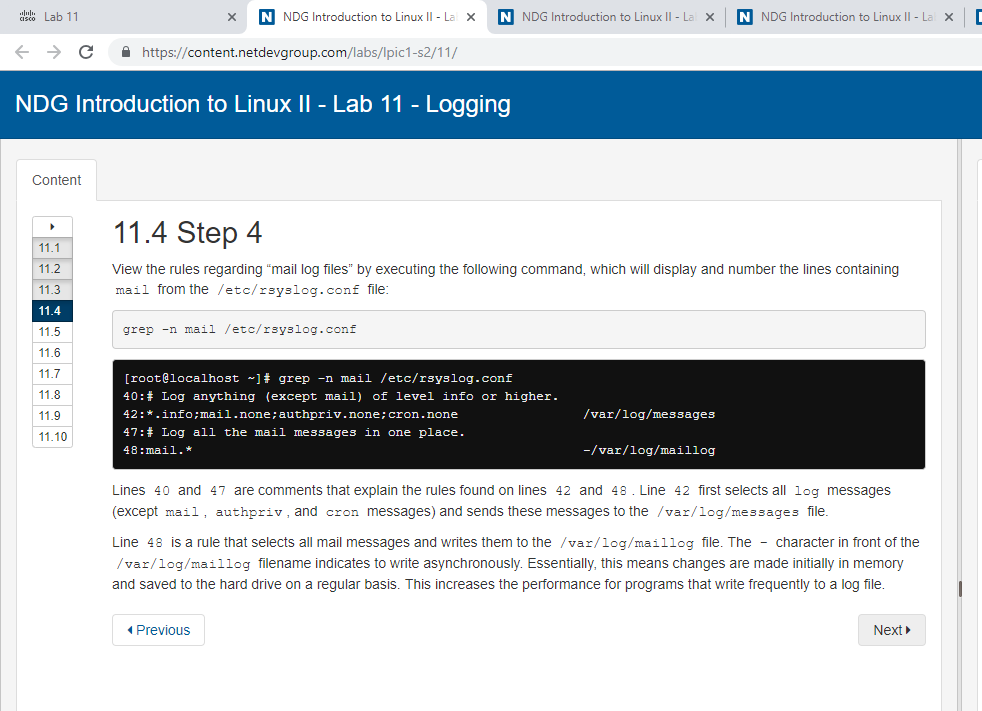 Lab 11
NDG Introduction to Linux II - La
NDG Introduction to Linux II - La
NDG Introduction to Linux II - La
https://content.netdevgroup.com/labs/lpic1-s2/11/
NDG Introduction to Linux II - Lab 11 - Logging
Content
11.1
11.2
11.3
11.4
11.5
11.6
11.7
11.8
11.9
11.10
11.4 Step 4
View the rules regarding “mail log files” by executing the following command, which will display and number the lines containing
mail from the /etc/rsyslog.conf file:
grep -n mail /etc/rsyslog.conf
[root@localhost ~]# grep -n mail /etc/rsyslog.conf
40:# Log anything (except mail) of level info or higher.
42:*.info;mail.none;authpriv.none;cron.none /var/log/messages
47:# Log all the mail messages in one place.
48:mail.* -/var/log/maillog
Lines 40 and 47 are comments that explain the rules found on lines 42 and 48. Line 42 first selects all log messages
(except mail, authpriv, and cron messages) and sends these messages to the /var/log/messages file.
Line 48 is a rule that selects all mail messages and writes them to the /var/log/maillog file. The - character in front of the
/var/log/maillog filename indicates to write asynchronously. Essentially, this means changes are made initially in memory
and saved to the hard drive on a regular basis. This increases the performance for programs that write frequently to a log file.
Previous
Next